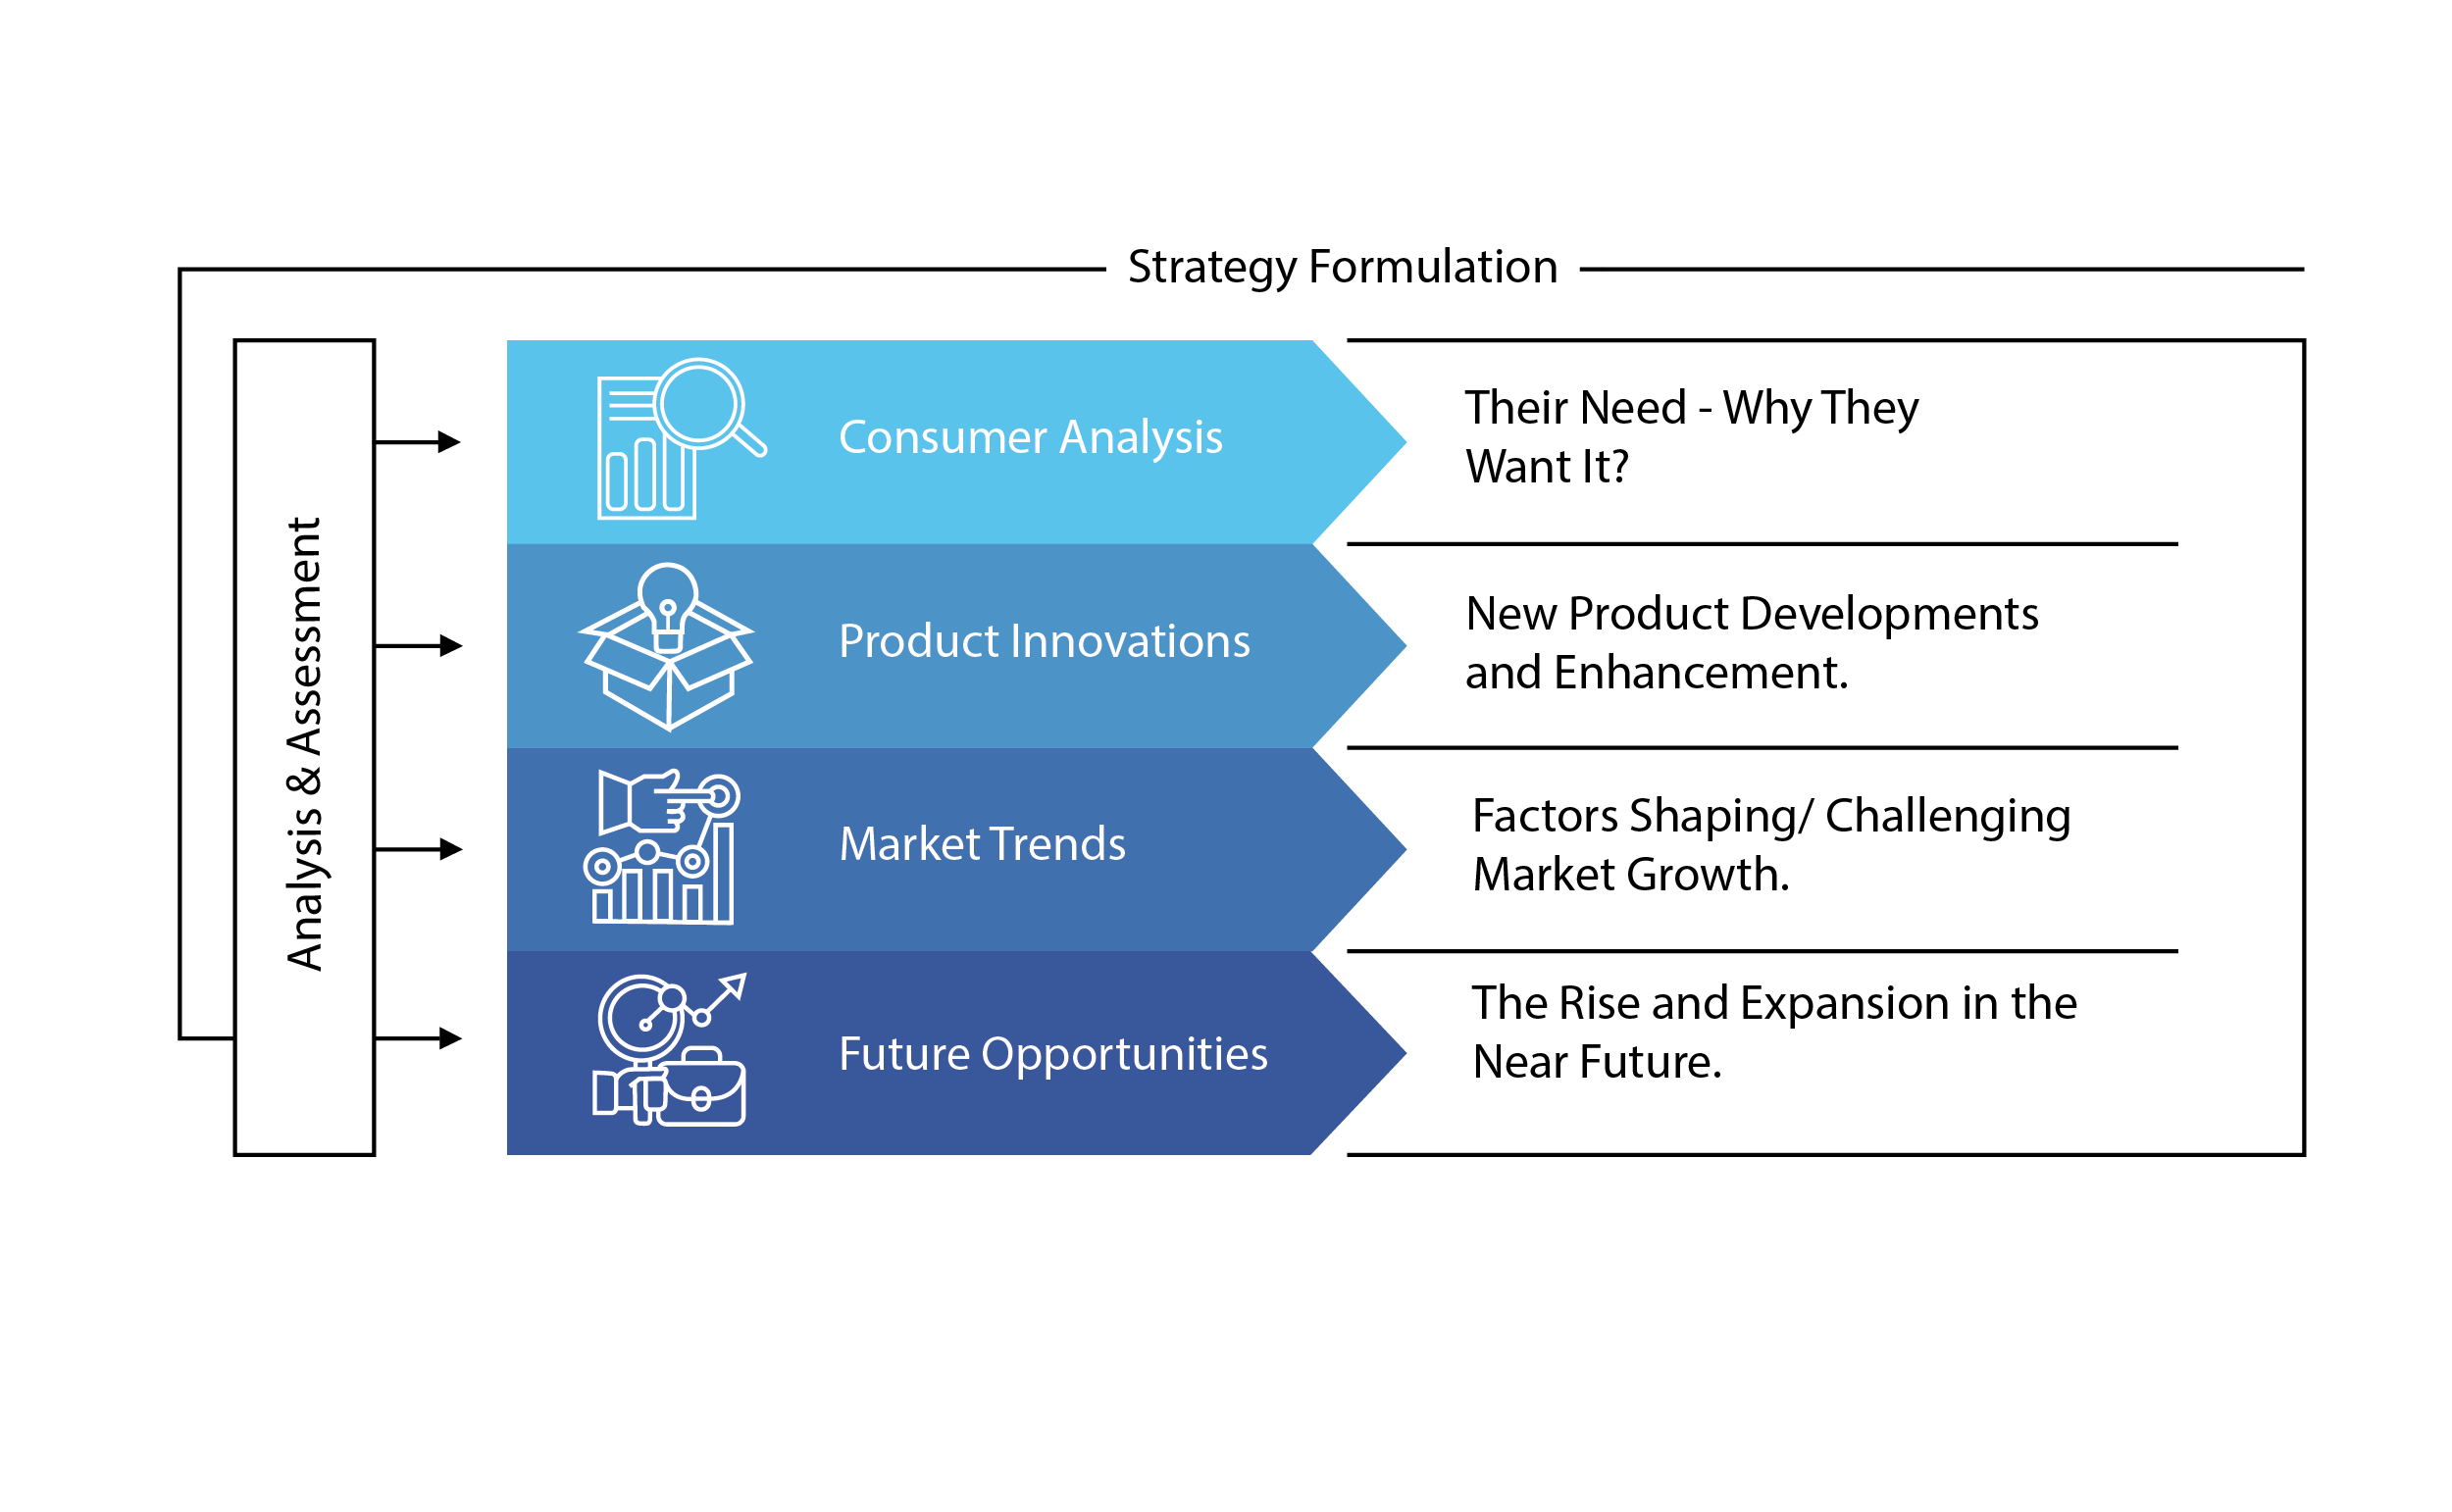 Strategy Formulation
Analysis & Assessment
Consumer Analysis
Their Need - Why They
Want It?
Product Innovations
New Product Developments
and Enhancement.
Market Trends
Factors Shaping/ Challenging
Market Growth.
Future Opportunities
The Rise and Expansion in the
Near Future.